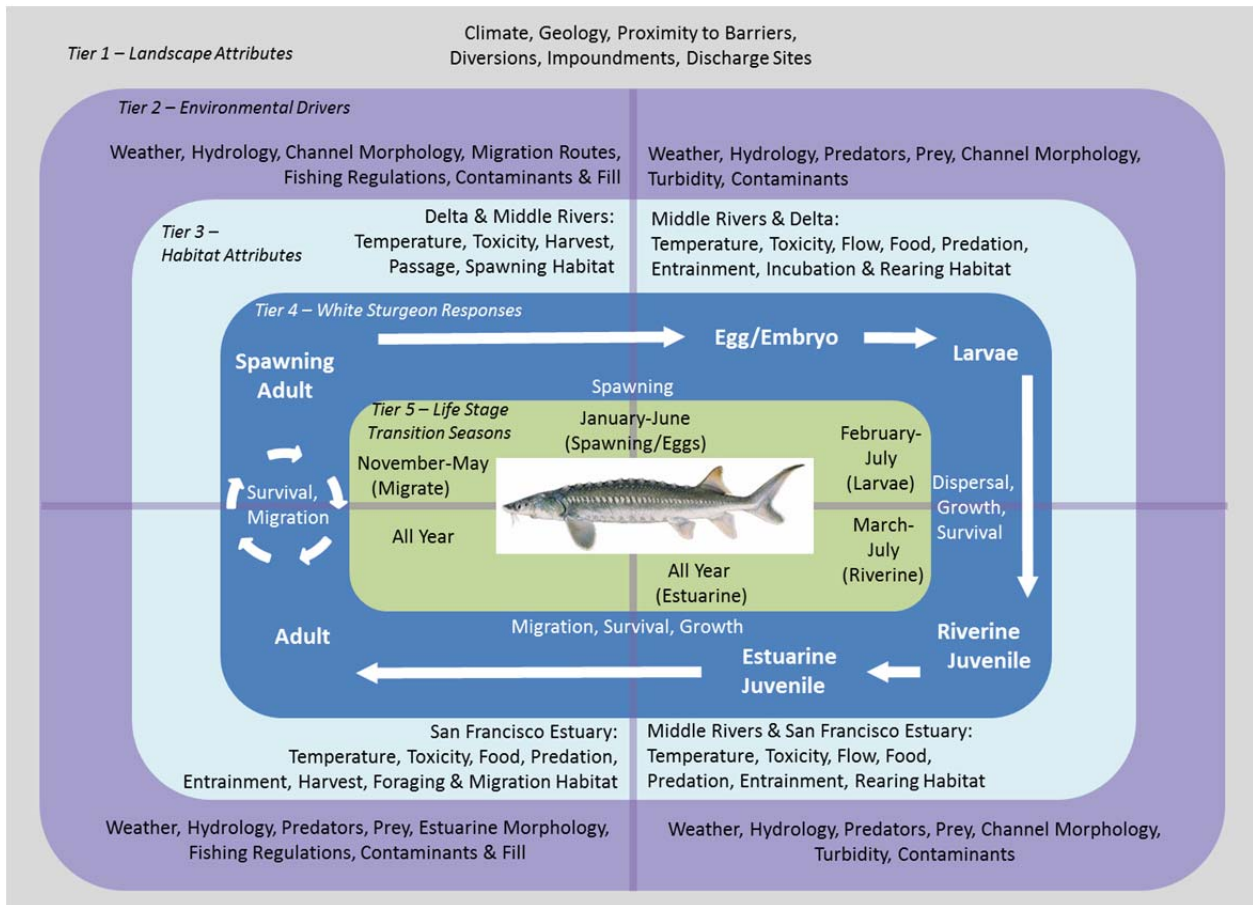 Climate, Geology, Proximity to Barriers,
Diversions, Impoundments, Discharge Sites
Tier 1 – Landscape Attributes
Tier 2 – Environmental Drivers
Weather, Hydrology, Channel Morphology, Migration Routes,
Fishing Regulations, Contaminants & Fill
Weather, Hydrology, Predators, Prey, Channel Morphology,
Turbidity, Contaminants
Tier 3 –
Habitat Attributes
Delta & Middle Rivers:
Temperature, Toxicity, Harvest,
Passage, Spawning Habitat
Middle Rivers & Delta:
Temperature, Toxicity, Flow, Food, Predation,
Entrainment, Incubation & Rearing Habitat
Tier 4 – White Sturgeon Responses
Spawning
Adult
Egg/Embryo
Larvae
Spawning
Tier 5 – Life Stage
Transition Seasons
January-June
(Spawning/Eggs)
November-May
(Migrate)
February-
July
(Larvae)
Survival,
Migration
Dispersal,
Growth,
Survival
All Year
March-
July
(Riverine)
All Year
(Estuarine)
Migration, Survival, Growth
Adult
Estuarine
Juvenile
Riverine
Juvenile
San Francisco Estuary:
Temperature, Toxicity, Food, Predation,
Entrainment, Harvest, Foraging & Migration Habitat
Middle Rivers & San Francisco Estuary:
Temperature, Toxicity, Flow, Food,
Predation, Entrainment, Rearing Habitat
Weather, Hydrology, Predators, Prey, Estuarine Morphology,
Fishing Regulations, Contaminants & Fill
Weather, Hydrology, Predators, Prey, Channel Morphology,
Turbidity, Contaminants